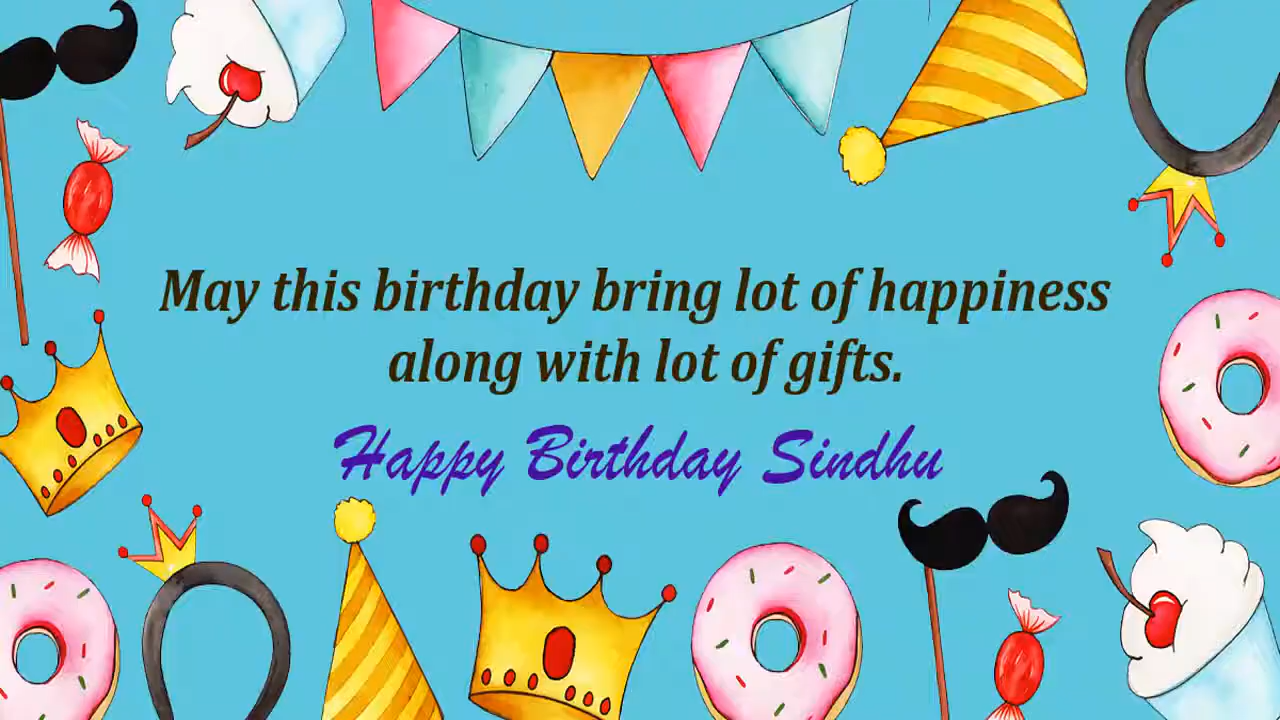 May this birthday bring lot of happiness
along with lot of gifts.
Happy Birthday Sindhu